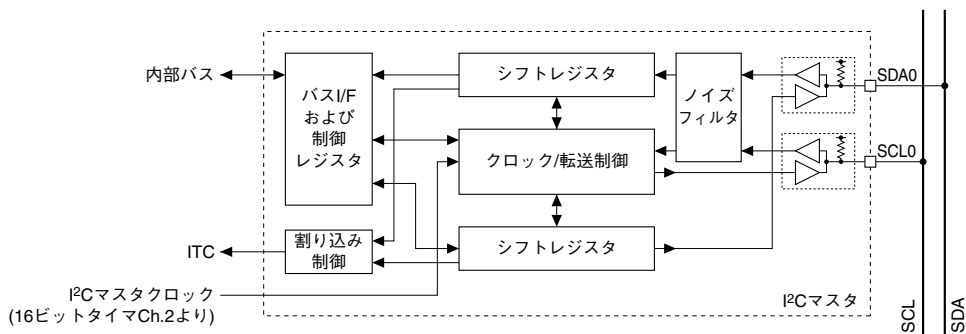 内部バス
バスI/F
および
制御
レジスタ
シフトレジスタ
ノイズ
フィルタ
SDA0
クロック/転送制御
SCL0
ITC
割り込み
制御
シフトレジスタ
I²Cマスタクロック
(16ビットタイマCh.2より)
I²Cマスタ
SCL
SDA